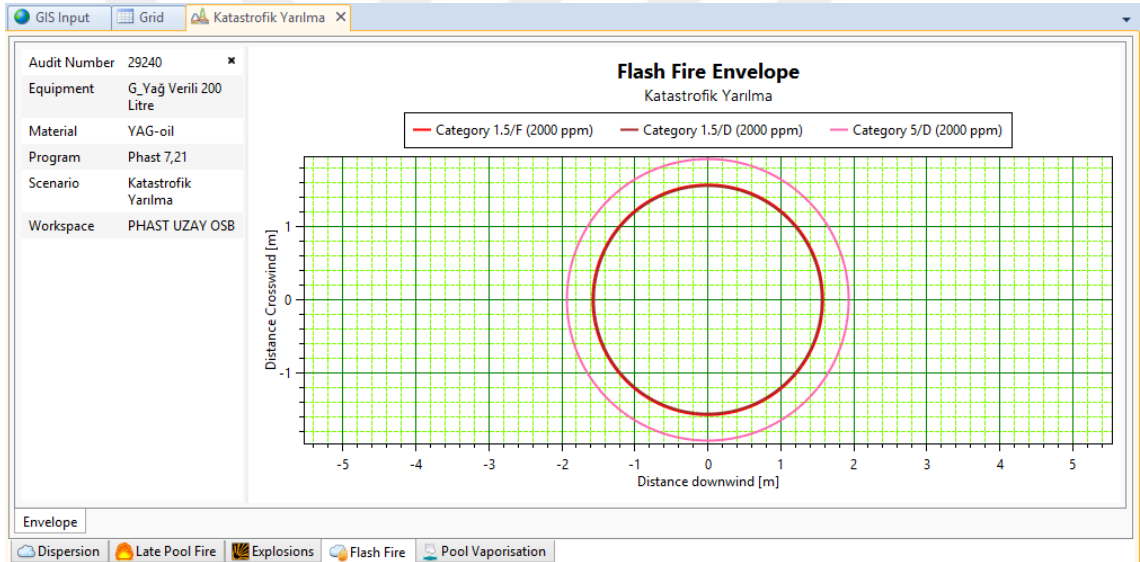 GIS Input Grid Katastrofik Yarılma
Audit Number 29240
Equipment G_Yağ Verili 200
Litre
Material YAG-oil
Program Phast 7,21
Scenario Katastrofik
Yarılma
Workspace PHAST UZAY OSB
Flash Fire Envelope
Katastrofik Yarılma
Category 1.5/F (2000 ppm) Category 1.5/D (2000 ppm) Category 5/D (2000 ppm)
Distance Crosswind [m]
1
0
-1
-5 -4 -3 -2 -1 0 1 2 3 4 5
Distance downwind [m]
Envelope
Dispersion Late Pool Fire Explosions Flash Fire Pool Vaporisation